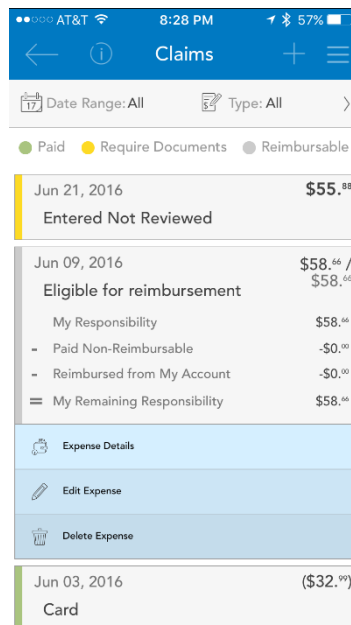 AT&T 8:28 PM 57%
Claims
17 Date Range: All Type: All
Paid Require Documents Reimbursable
Jun 21, 2016 $55.88
Entered Not Reviewed
Jun 09, 2016 $58.66 /
$58.66
Eligible for reimbursement
My Responsibility $58.66
- Paid Non-Reimbursable -$0.00
- Reimbursed from My Account -$0.00
= My Remaining Responsibility $58.66
Expense Details
Edit Expense
Delete Expense
Jun 03, 2016 ($32.99)
Card